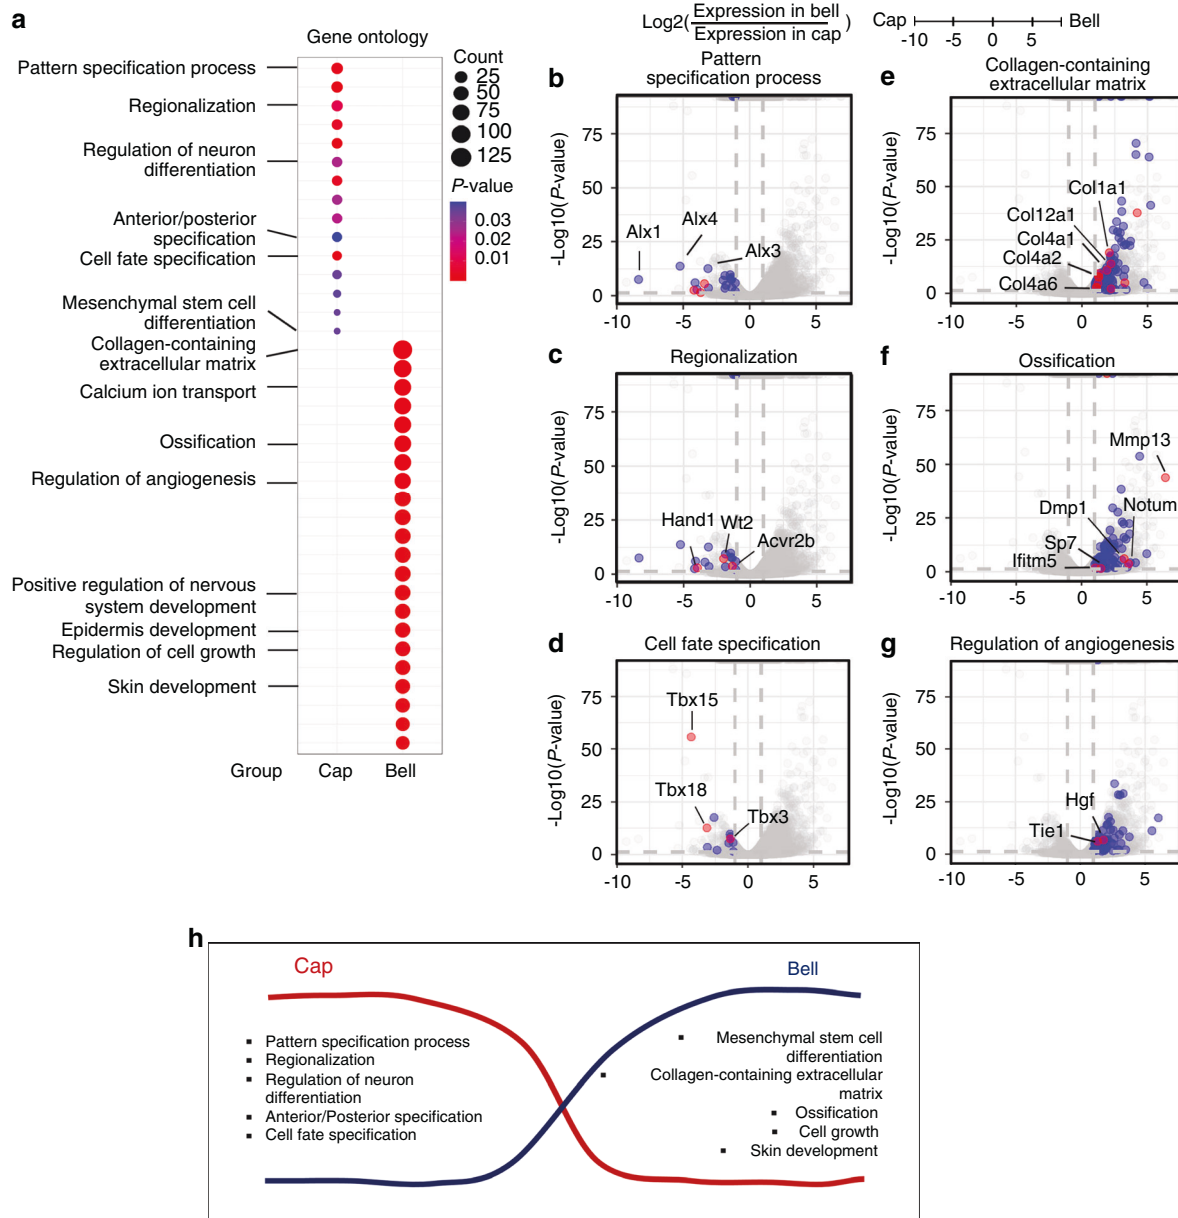 a
Gene ontology
Pattern specification process
Regionalization
Regulation of neuron
differentiation
Anterior/posterior
specification
Cell fate specification
Mesenchymal stem cell
differentiation
Collagen-containing
extracellular matrix
Calcium ion transport
Ossification
Regulation of angiogenesis
Positive regulation of nervous
system development
Epidermis development
Regulation of cell growth
Skin development
Group Cap Bell
Count
25
50
75
100
125
P-value
0.03
0.02
0.01
Log2(Expression in bell
Expression in cap)
Cap Bell
-10 -5 0 5
b
Pattern
specification process
-Log10(P-value)
75
50
25
0
Alx1
Alx4
Alx3
-10 -5 0 5
c
Regionalization
-Log10(P-value)
75
50
25
0
Hand1 Wt2
Acvr2b
-10 -5 0 5
d
Cell fate specification
-Log10(P-value)
75
50
25
0
Tbx15
Tbx18
Tbx3
-10 -5 0 5
e
Collagen-containing
extracellular matrix
-Log10(P-value)
75
50
25
0
Col1a1
Col12a1
Col4a1
Col4a2
Col4a6
-10 -5 0 5
f
Ossification
-Log10(P-value)
75
50
25
0
Mmp13
Dmp1
Notum
Sp7
Ifitm5
-10 -5 0 5
g
Regulation of angiogenesis
-Log10(P-value)
75
50
25
0
Hgf
Tie1
-10 -5 0 5
h
Cap
Bell
▪ Pattern specification process
▪ Regionalization
▪ Regulation of neuron
differentiation
▪ Anterior/Posterior specification
▪ Cell fate specification
▪ Mesenchymal stem cell
differentiation
▪ Collagen-containing extracellular
matrix
▪ Ossification
▪ Cell growth
▪ Skin development